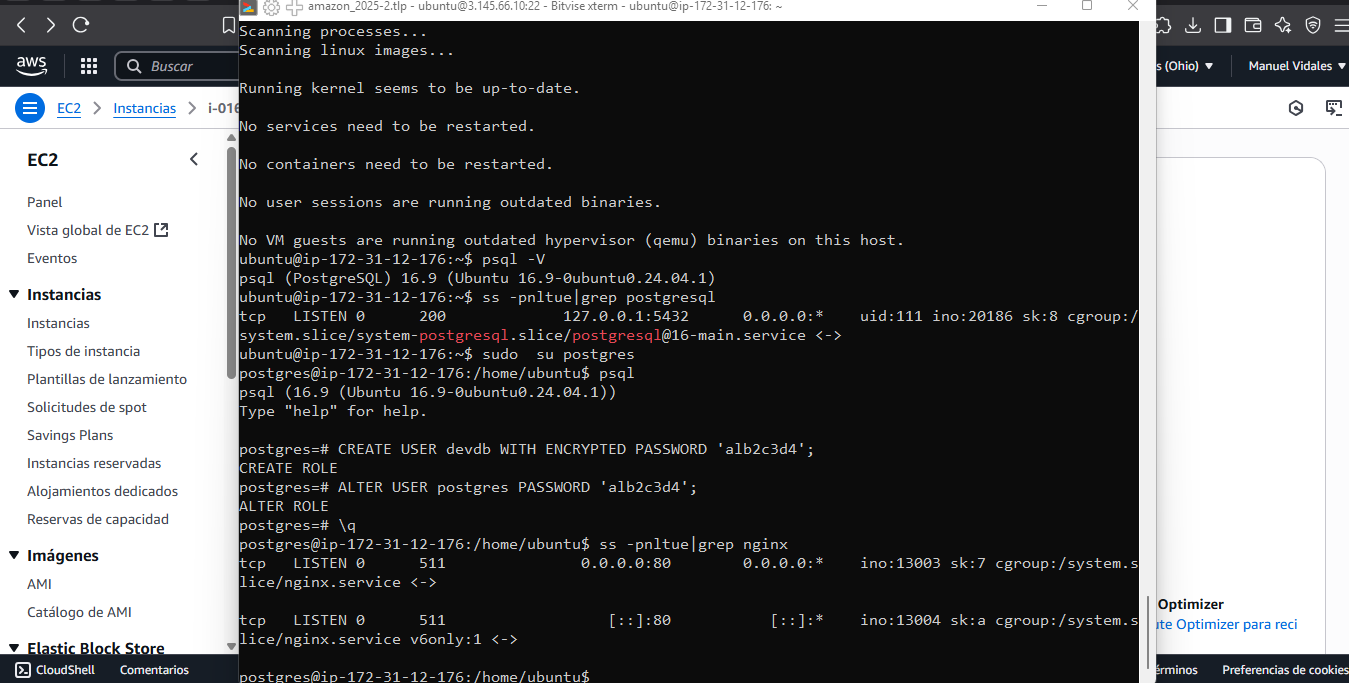 amazon_2025-2.tlp - ubuntu@3.145.66.10:22 - Bitvise xterm - ubuntu@ip-172-31-12-176: ~
aws
Buscar
s (Ohio)
Manuel Vidales
EC2
Instancias
i-016
EC2
Panel
Vista global de EC2
Eventos
Instancias
Instancias
Tipos de instancia
Plantillas de lanzamiento
Solicitudes de spot
Savings Plans
Instancias reservadas
Alojamientos dedicados
Reservas de capacidad
Imágenes
AMI
Catálogo de AMI
Elastic Block Store
Scanning processes...
Scanning linux images...
Running kernel seems to be up-to-date.
No services need to be restarted.
No containers need to be restarted.
No user sessions are running outdated binaries.
No VM guests are running outdated hypervisor (qemu) binaries on this host.
ubuntu@ip-172-31-12-176:~$ psql -V
psql (PostgreSQL) 16.9 (Ubuntu 16.9-0ubuntu0.24.04.1)
ubuntu@ip-172-31-12-176:~$ ss -pnltue|grep postgresql
tcp   LISTEN 0      200             127.0.0.1:5432      0.0.0.0:*    uid:111 ino:20186 sk:8 cgroup:/
system.slice/system-postgresql.slice/postgresql@16-main.service <->
ubuntu@ip-172-31-12-176:~$ sudo  su postgres
postgres@ip-172-31-12-176:/home/ubuntu$ psql
psql (16.9 (Ubuntu 16.9-0ubuntu0.24.04.1))
Type "help" for help.
postgres=# CREATE USER devdb WITH ENCRYPTED PASSWORD 'alb2c3d4';
CREATE ROLE
postgres=# ALTER USER postgres PASSWORD 'alb2c3d4';
ALTER ROLE
postgres=# \q
postgres@ip-172-31-12-176:/home/ubuntu$ ss -pnltue|grep nginx
tcp   LISTEN 0      511               0.0.0.0:80        0.0.0.0:*    ino:13003 sk:7 cgroup:/system.s
lice/nginx.service <->
tcp   LISTEN 0      511                  [::]:80           [::]:*    ino:13004 sk:a cgroup:/system.s
lice/nginx.service v6only:1 <->
postgres@ip-172-31-12-176:/home/ubuntu$
Optimizer
te Optimizer para reci
CloudShell
Comentarios
érminos
Preferencias de cookies